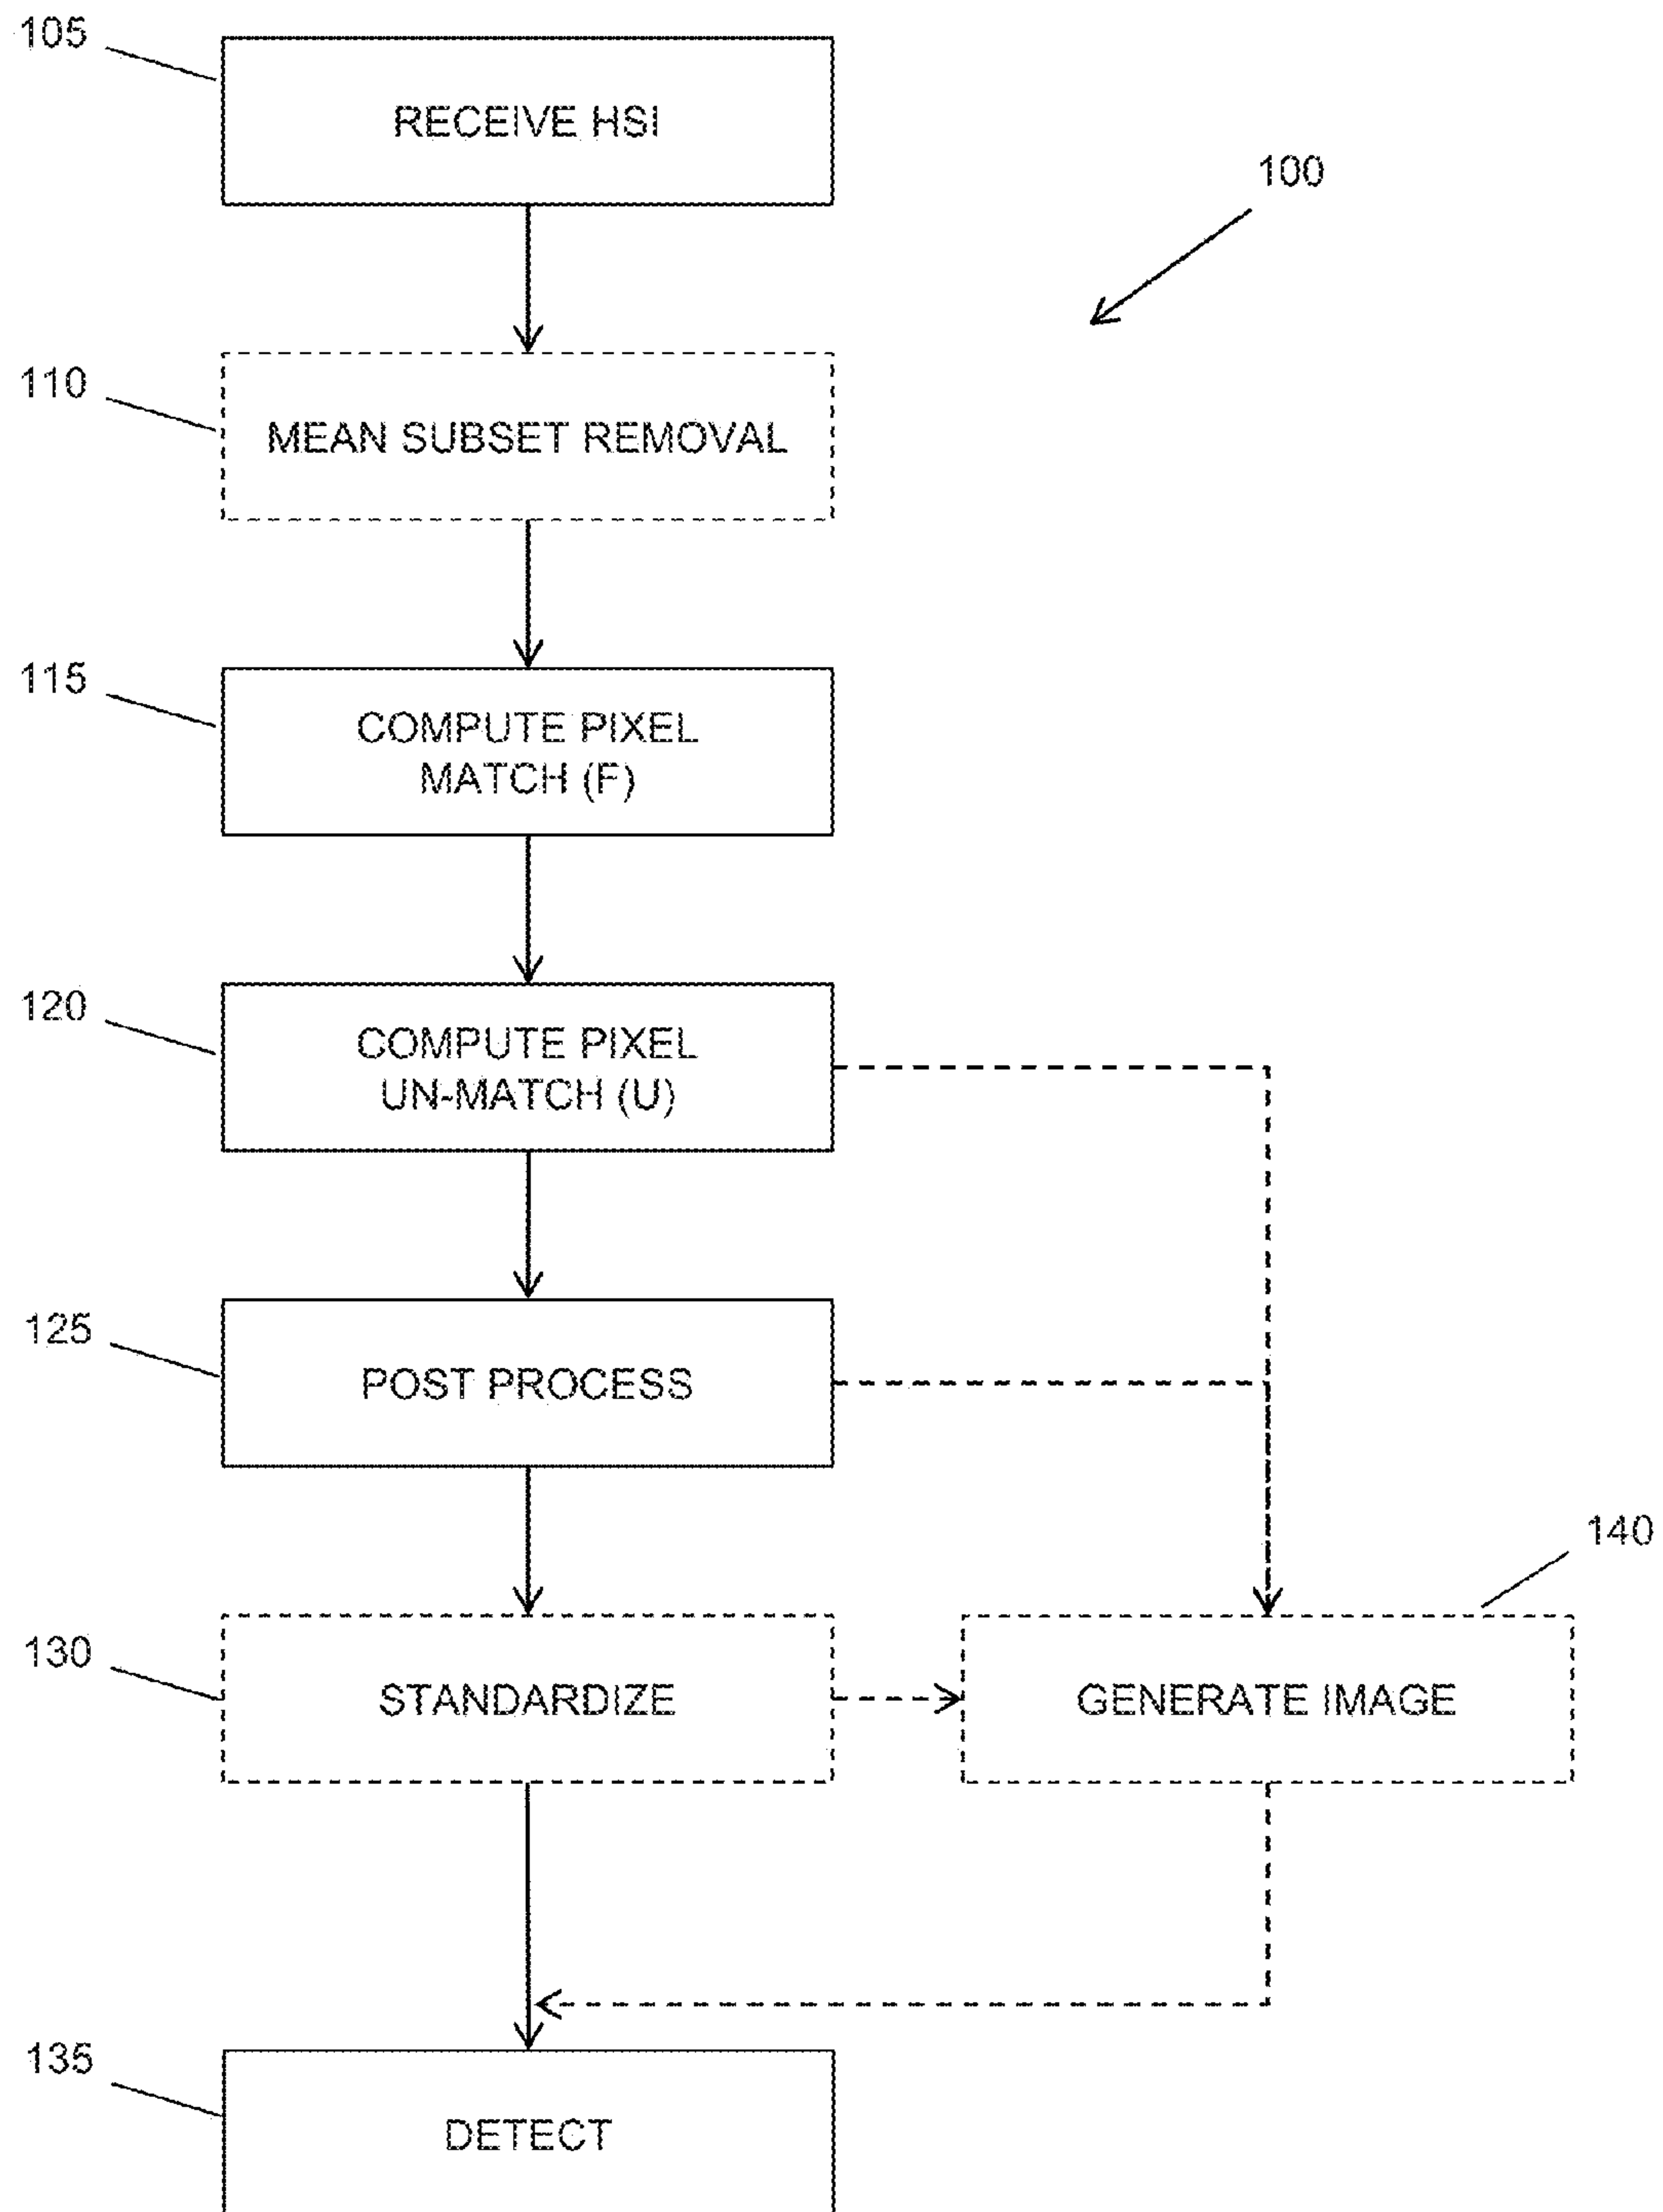 105
RECEIVE HSI
100
110
MEAN SUBSET REMOVAL
115
COMPUTE PIXEL
MATCH (F)
120
COMPUTE PIXEL
UN-MATCH (U)
125
POST PROCESS
140
130
STANDARDIZE
GENERATE IMAGE
135
DETECT